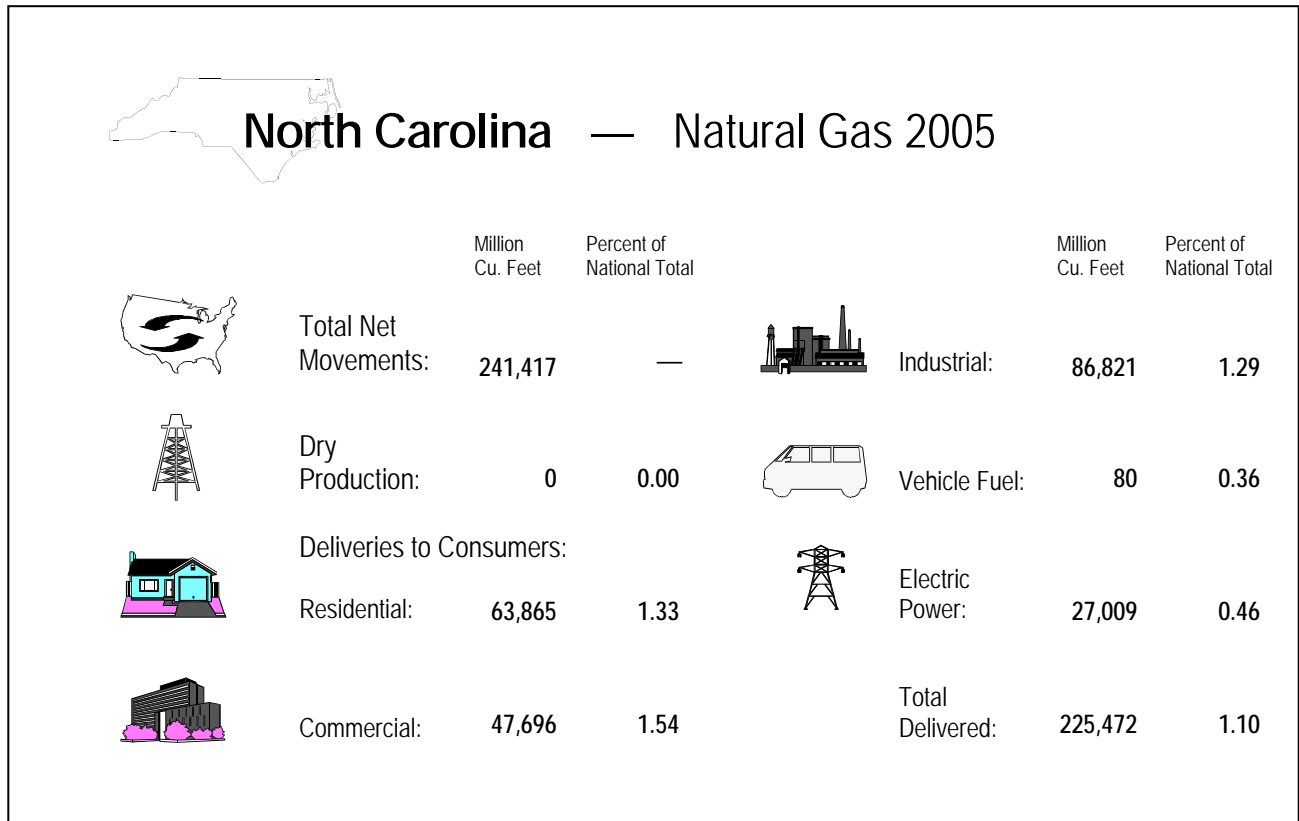 North Carolina — Natural Gas 2005
Million Percent of
Cu. Feet National Total
Total Net
Movements: 241,417 —
Dry
Production: 0 0.00
Deliveries to Consumers:
Residential: 63,865 1.33
Commercial: 47,696 1.54
Million Percent of
Cu. Feet National Total
Industrial: 86,821 1.29
Vehicle Fuel: 80 0.36
Electric
Power: 27,009 0.46
Total
Delivered: 225,472 1.10